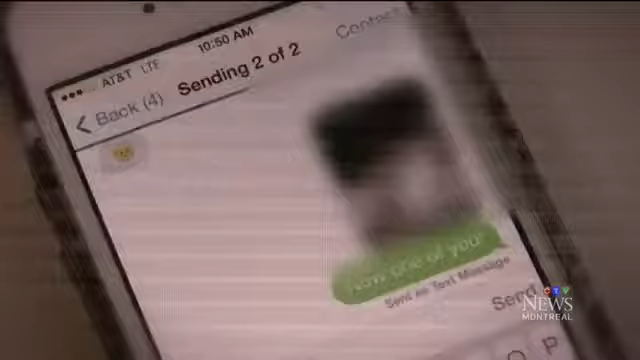 10:50 AM
AT&T LTE
Sending 2 of 2
Contact
Back (4)
Now one of you
Sent as Text Message
Send
CTV
NEWS
MONTREAL